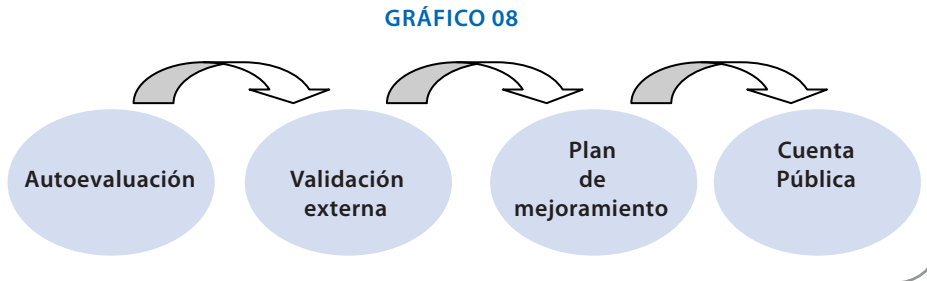 GRÁFICO 08
Autoevaluación
Validación
externa
Plan
de
mejoramiento
Cuenta
Pública